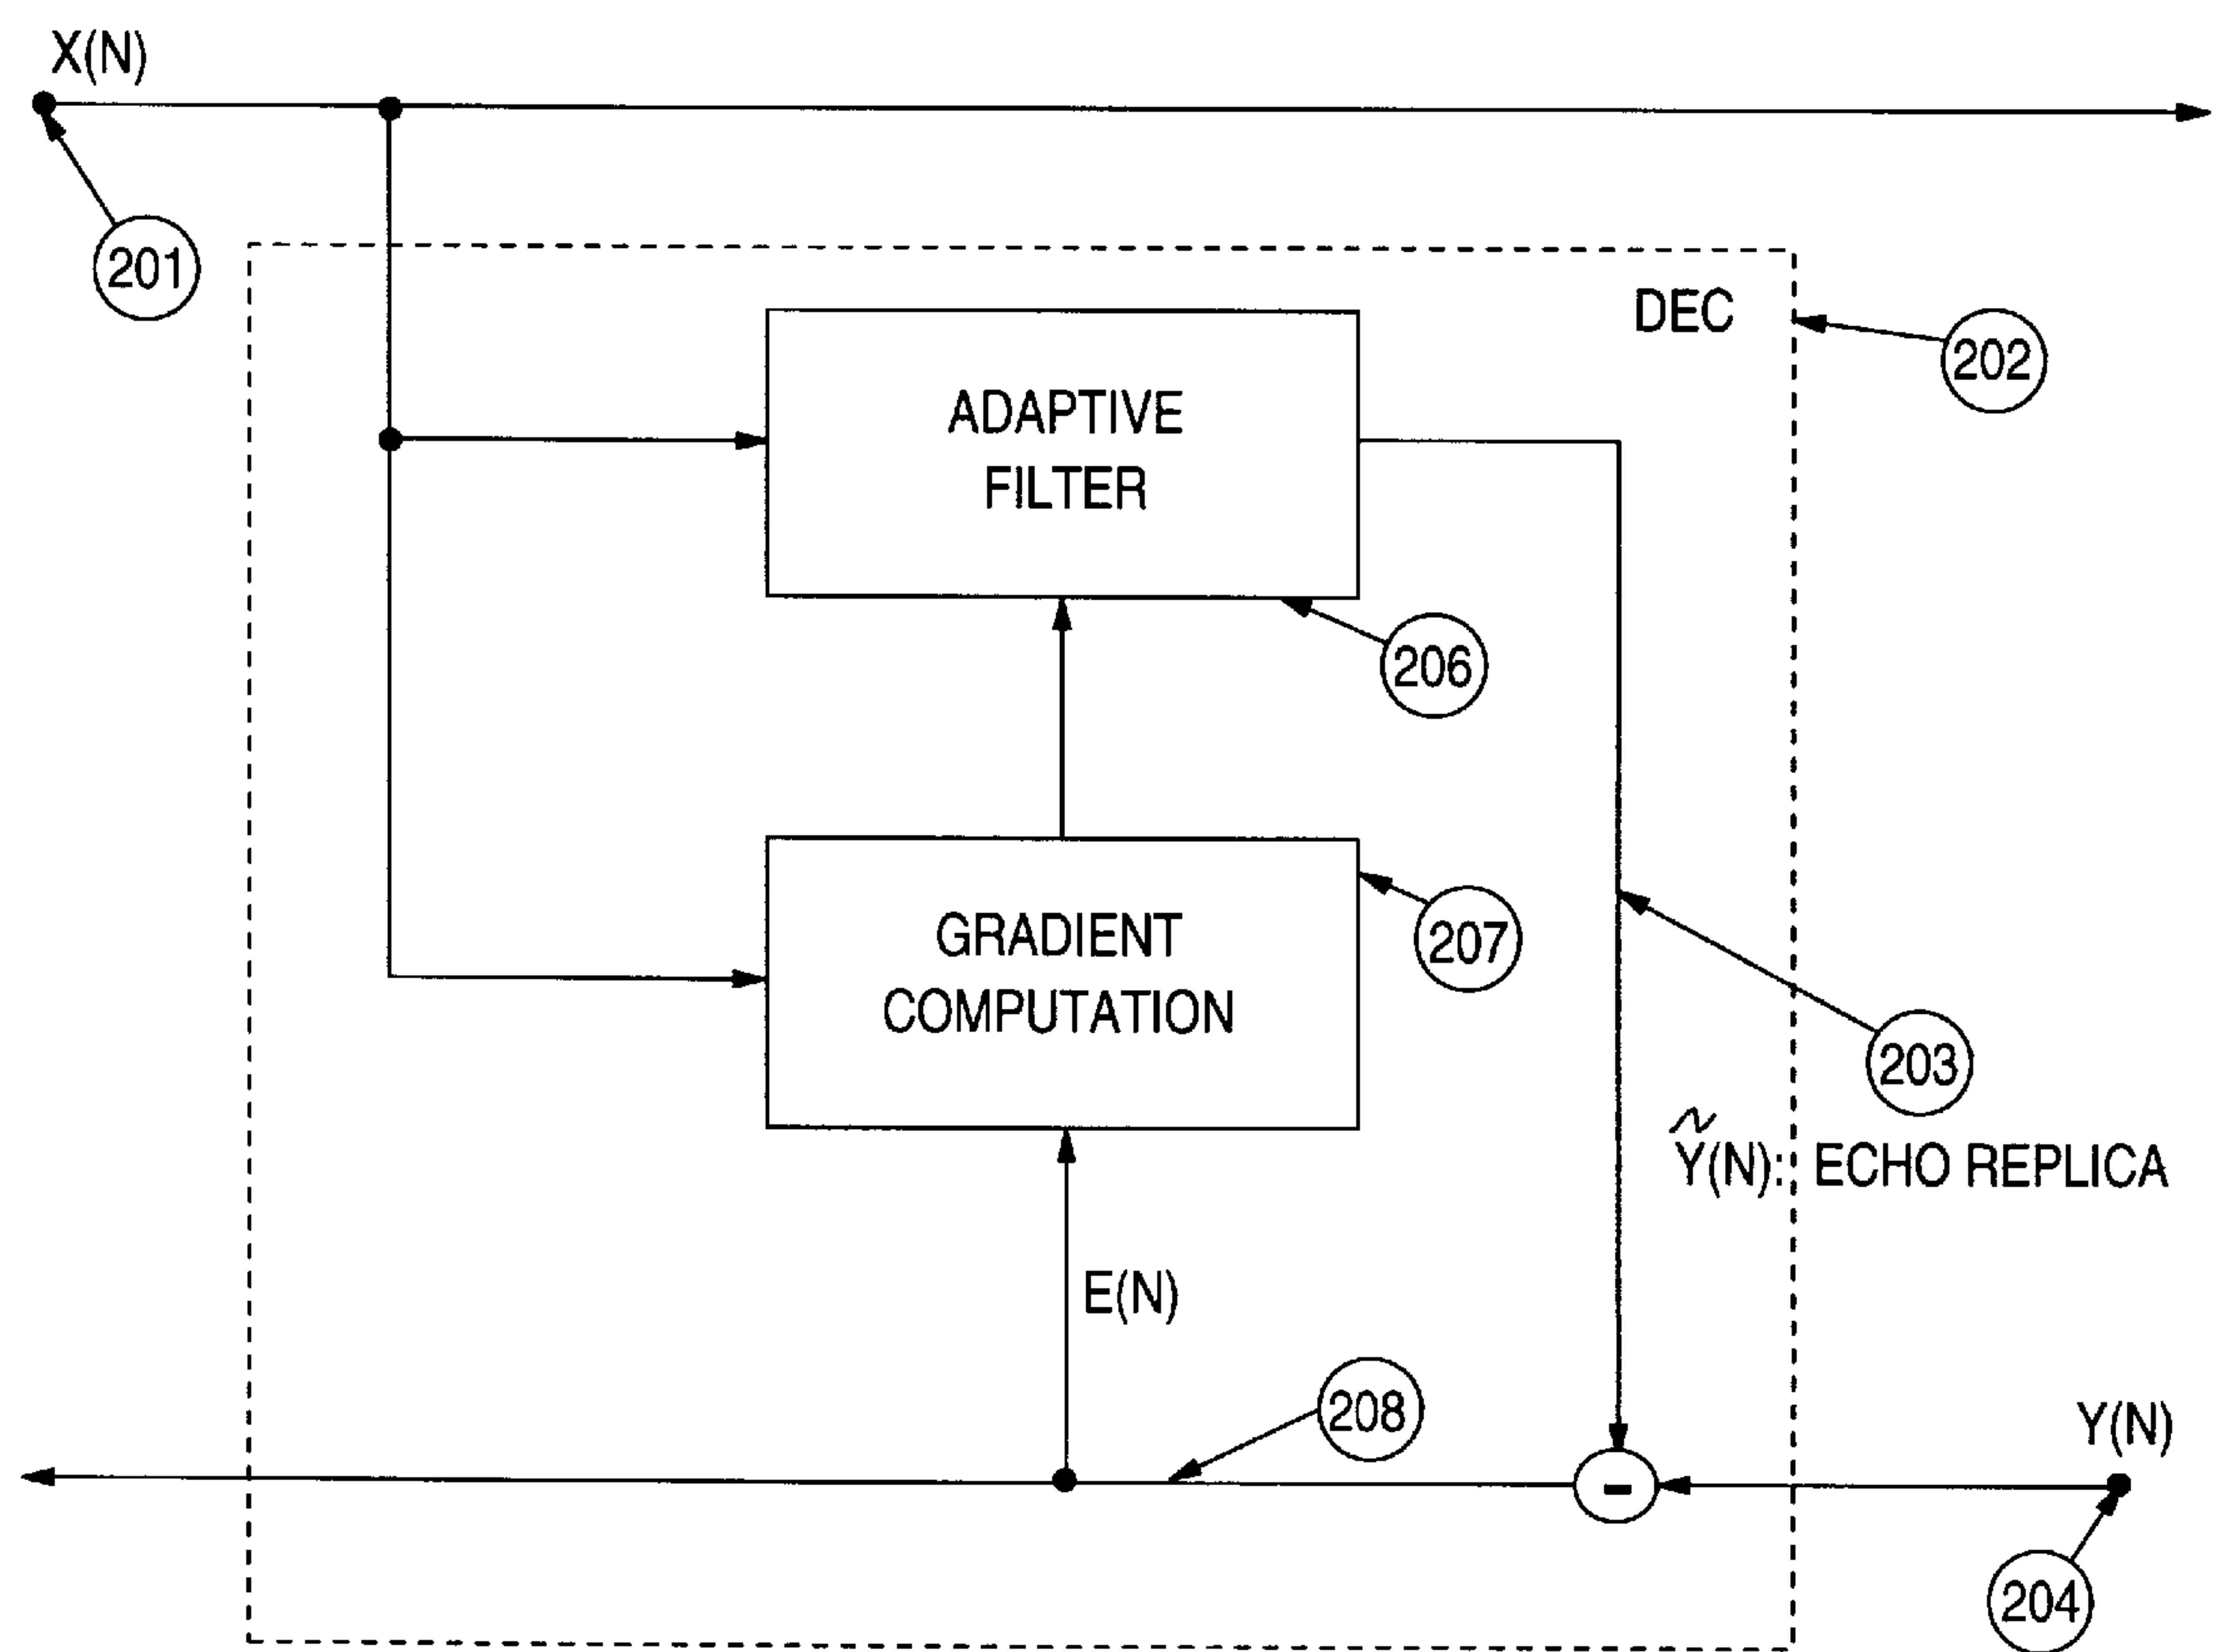 X(N)
201
DEC
202
ADAPTIVE
FILTER
206
GRADIENT
COMPUTATION
207
203
Ỹ(N): ECHO REPLICA
E(N)
208
Y(N)
-
204